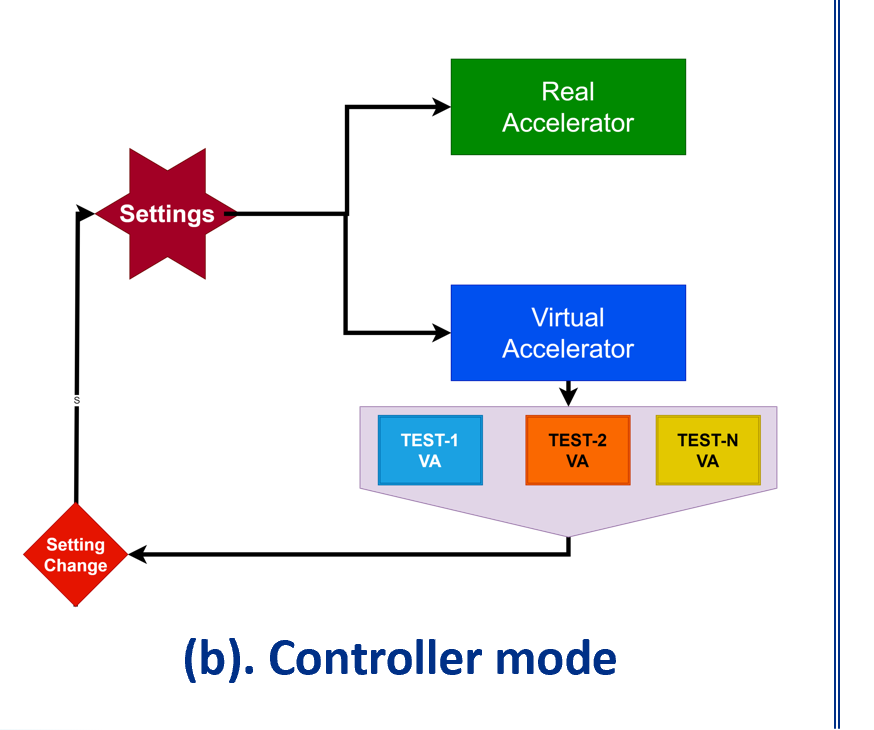 Real
Accelerator
Settings
Virtual
Accelerator
s
TEST-1
VA
TEST-2
VA
TEST-N
VA
Setting
Change
(b). Controller mode